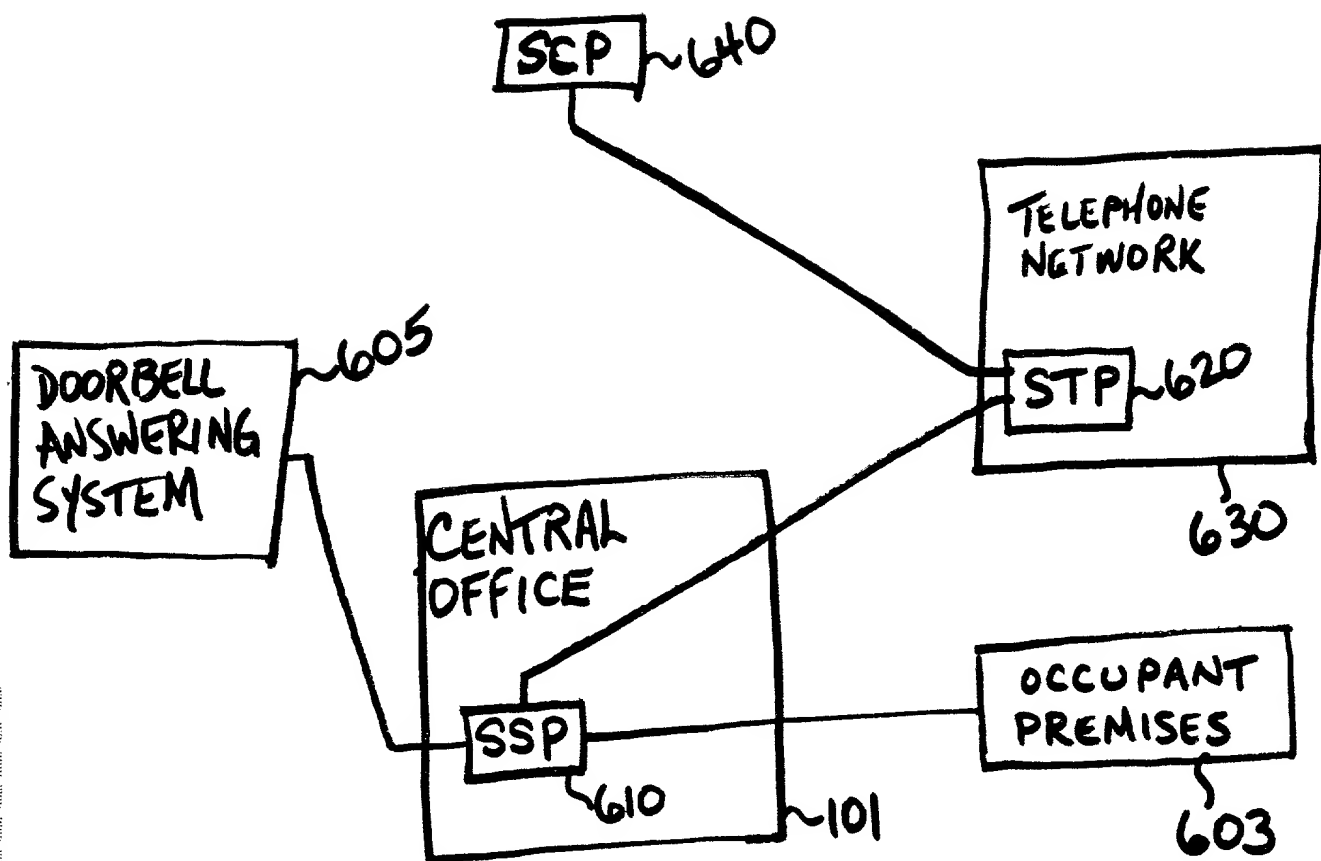 SCP 640
TELEPHONE
NETWORK
STP 620
630
DOORBELL
ANSWERING
SYSTEM
605
CENTRAL
OFFICE
SSP
610
101
OCCUPANT
PREMISES
603